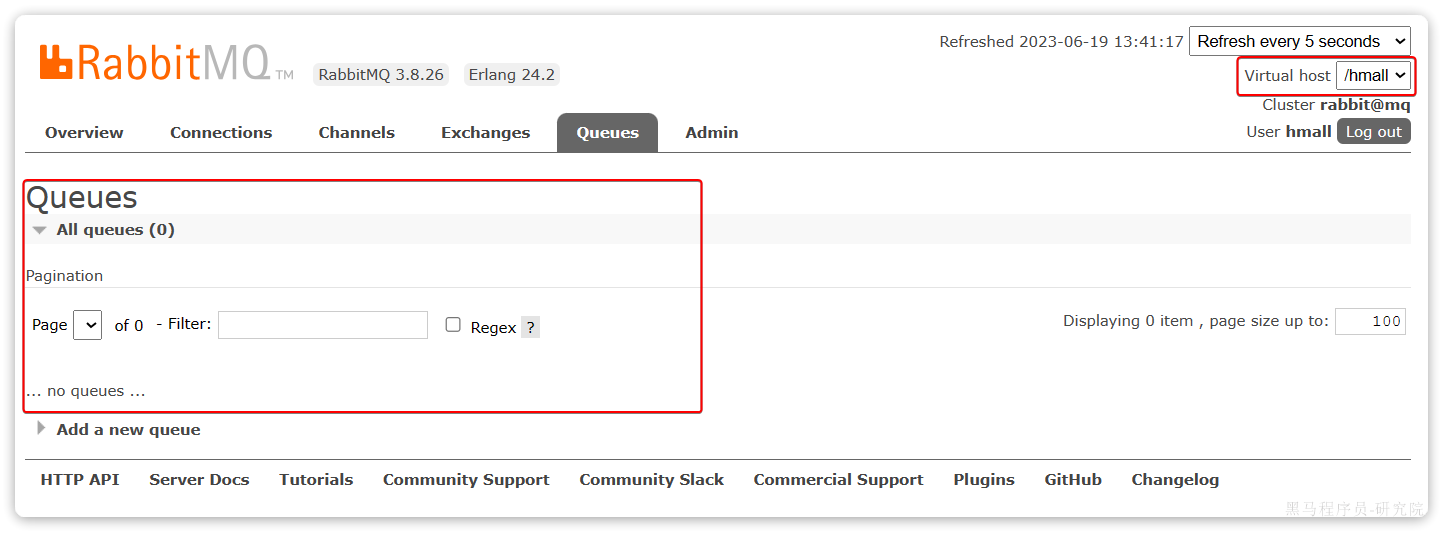 RabbitMQ TM RabbitMQ 3.8.26 Erlang 24.2
Refreshed 2023-06-19 13:41:17 Refresh every 5 seconds
Virtual host /hmall
Cluster rabbit@mq
User hmall Log out
Overview Connections Channels Exchanges Queues Admin
Queues
All queues (0)
Pagination
Page of 0 - Filter: Regex ? Displaying 0 item , page size up to: 100
... no queues ...
Add a new queue
HTTP API Server Docs Tutorials Community Support Community Slack Commercial Support Plugins GitHub Changelog
黑马程序员-研究院